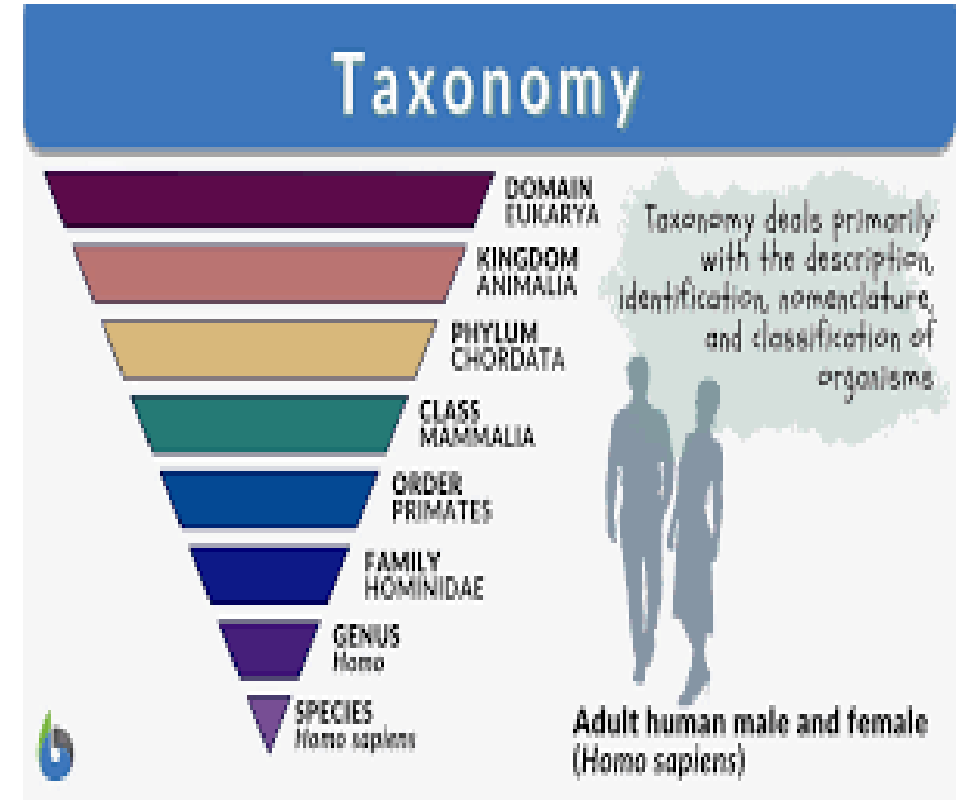 Taxonomy
DOMAIN
EUKARYA
KINGDOM
ANIMALIA
PHYLUM
CHORDATA
CLASS
MAMMALIA
ORDER
PRIMATES
FAMILY
HOMINIDAE
GENUS
Homo
SPECIES
Homo sapiens
Taxonomy deals primarily
with the description,
identification, nomenclature,
and classification of
organisms
Adult human male and female
(Homo sapiens)